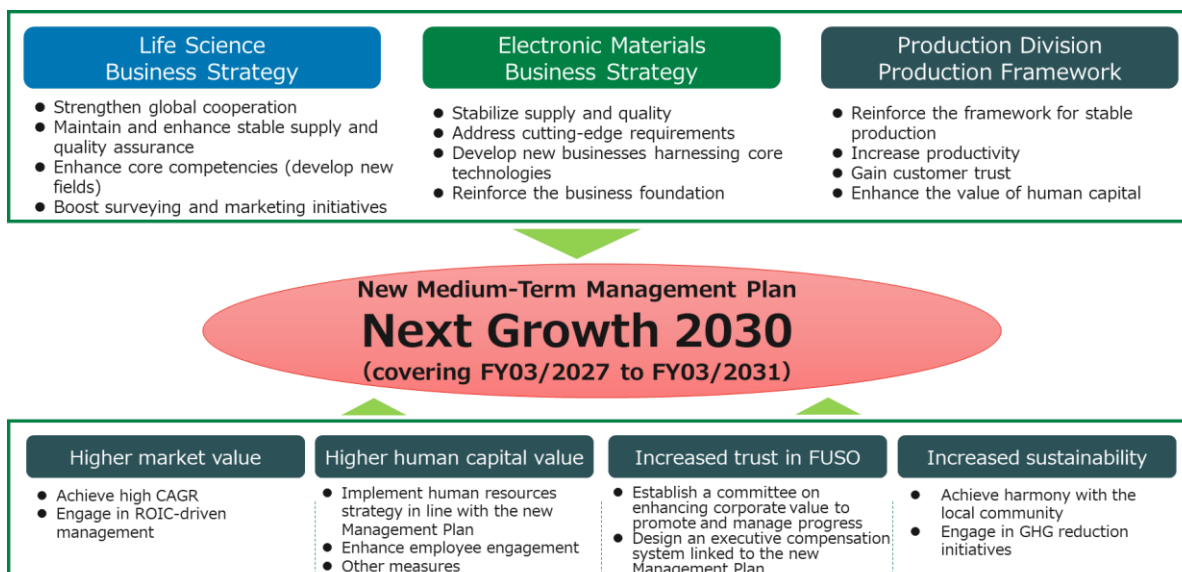 Life Science
Business Strategy
● Strengthen global cooperation
● Maintain and enhance stable supply and
quality assurance
● Enhance core competencies (develop new
fields)
● Boost surveying and marketing initiatives
Electronic Materials
Business Strategy
● Stabilize supply and quality
● Address cutting-edge requirements
● Develop new businesses harnessing core
technologies
● Reinforce the business foundation
Production Division
Production Framework
● Reinforce the framework for stable
production
● Increase productivity
● Gain customer trust
● Enhance the value of human capital
New Medium-Term Management Plan
Next Growth 2030
(covering FY03/2027 to FY03/2031)
Higher market value
● Achieve high CAGR
● Engage in ROIC-driven
management
Higher human capital value
● Implement human resources
strategy in line with the new
Management Plan
● Enhance employee engagement
● Other measures
Increased trust in FUSO
● Establish a committee on
enhancing corporate value to
promote and manage progress
● Design an executive compensation
system linked to the new
Management Plan
Increased sustainability
● Achieve harmony with the
local community
● Engage in GHG reduction
initiatives